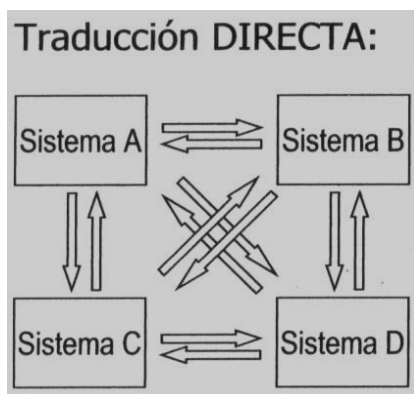 Traducción DIRECTA:
Sistema A
Sistema B
Sistema C
Sistema D